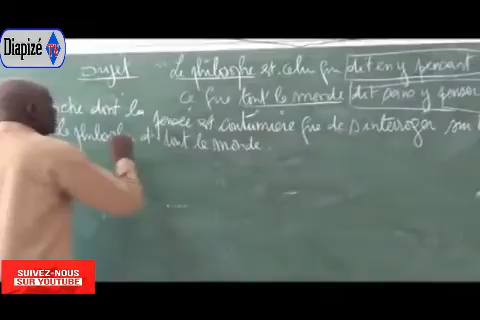 Diapizé TV
Sujet " Le philosophe est celui qui dit en y pensant
ce que tout le monde dit sans y penser
dont la pensée est coutumière que de s'interroger sur
le philosophe et tout le monde.
SUIVEZ-NOUS
SUR YOUTUBE